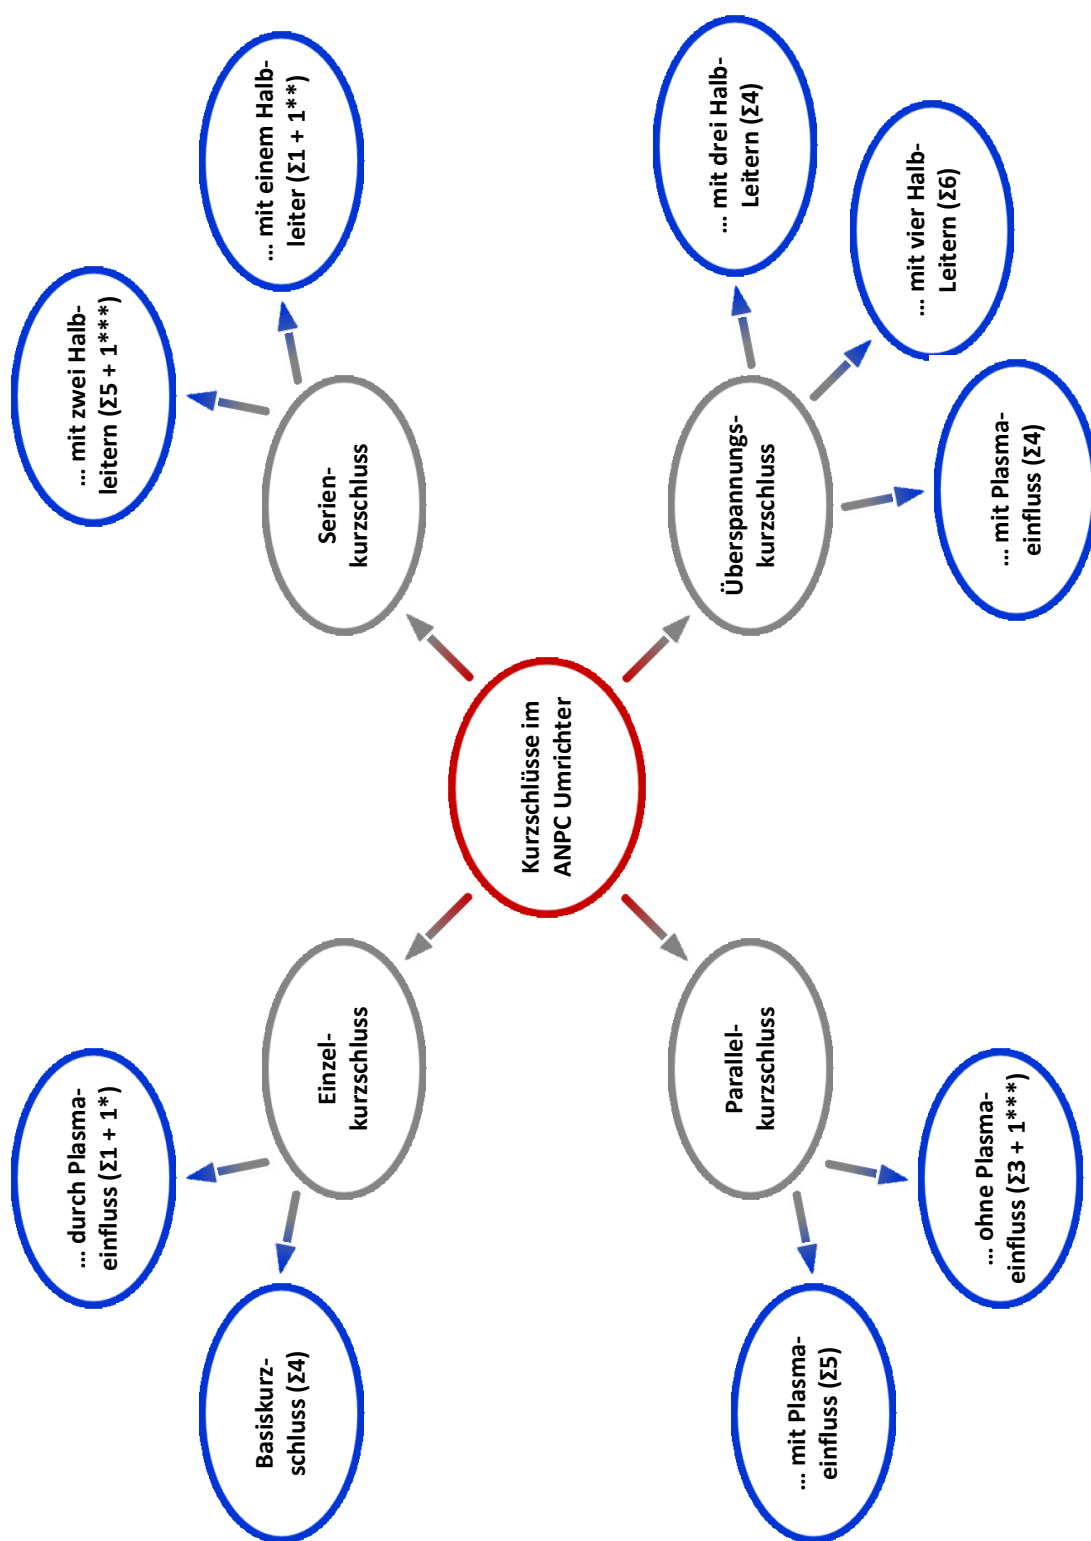 ... durch Plasma-
einfluss (Σ1 + 1*)
... mit zwei Halb-
leitern (Σ5 + 1***)
Basiskurz-
schluss (Σ4)
... mit einem Halb-
leiter (Σ1 + 1**)
Einzel-
kurzschluss
Serien-
kurzschluss
Kurzschlüsse im
ANPC Umrichter
Parallel-
kurzschluss
Überspannungs-
kurzschluss
... mit drei Halb-
Leitern (Σ4)
... mit Plasma-
einfluss (Σ5)
... mit vier Halb-
Leitern (Σ6)
... ohne Plasma-
einfluss (Σ3 + 1***)
... mit Plasma-
einfluss (Σ4)